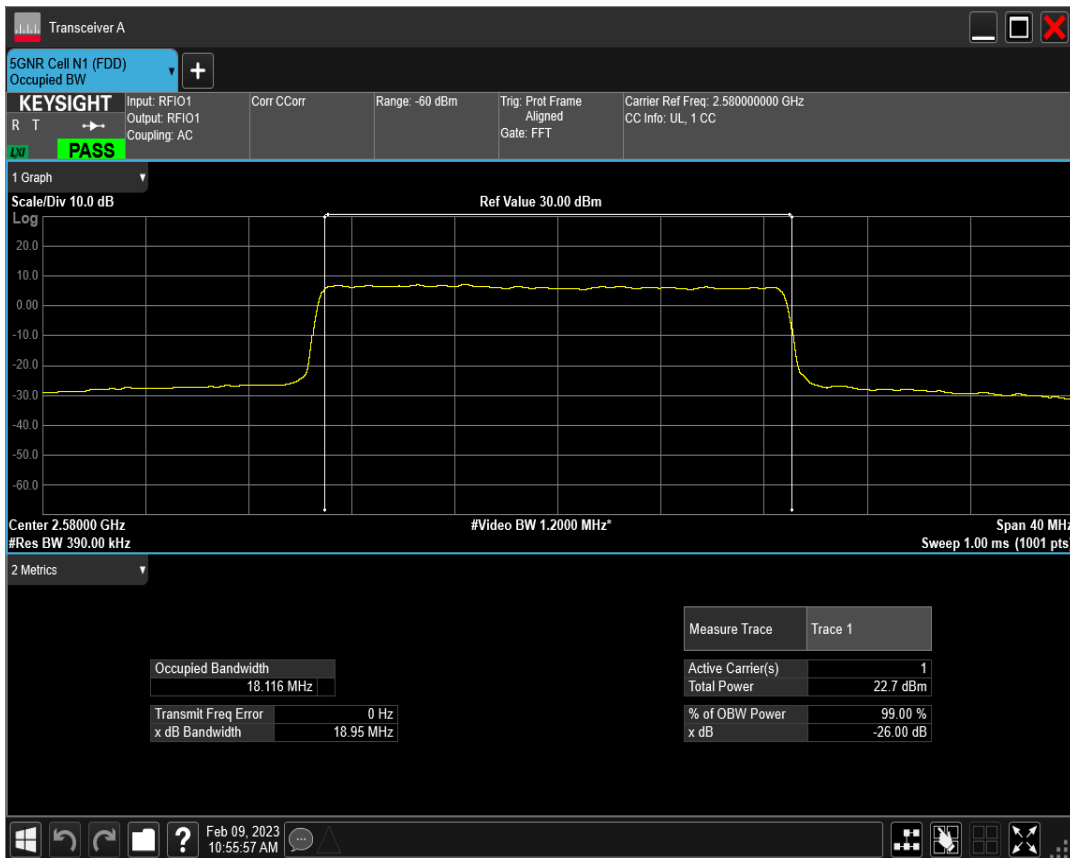 Transceiver A
5GNR Cell N1 (FDD)
Occupied BW
+
KEYSIGHT
R T
LXI
PASS
Input: RFIO1
Output: RFIO1
Coupling: AC
Corr CCorr
Range: -60 dBm
Trig: Prot Frame
Aligned
Gate: FFT
Carrier Ref Freq: 2.580000000 GHz
CC Info: UL, 1 CC
1 Graph
Scale/Div 10.0 dB
Ref Value 30.00 dBm
Log
20.0
10.0
0.00
-10.0
-20.0
-30.0
-40.0
-50.0
-60.0
Center 2.58000 GHz
#Video BW 1.2000 MHz*
Span 40 MHz
#Res BW 390.00 kHz
Sweep 1.00 ms (1001 pts)
2 Metrics
Measure Trace Trace 1
Occupied Bandwidth
18.116 MHz
Active Carrier(s) 1
Total Power 22.7 dBm
Transmit Freq Error 0 Hz
x dB Bandwidth 18.95 MHz
% of OBW Power 99.00 %
x dB -26.00 dB
?
Feb 09, 2023
10:55:57 AM